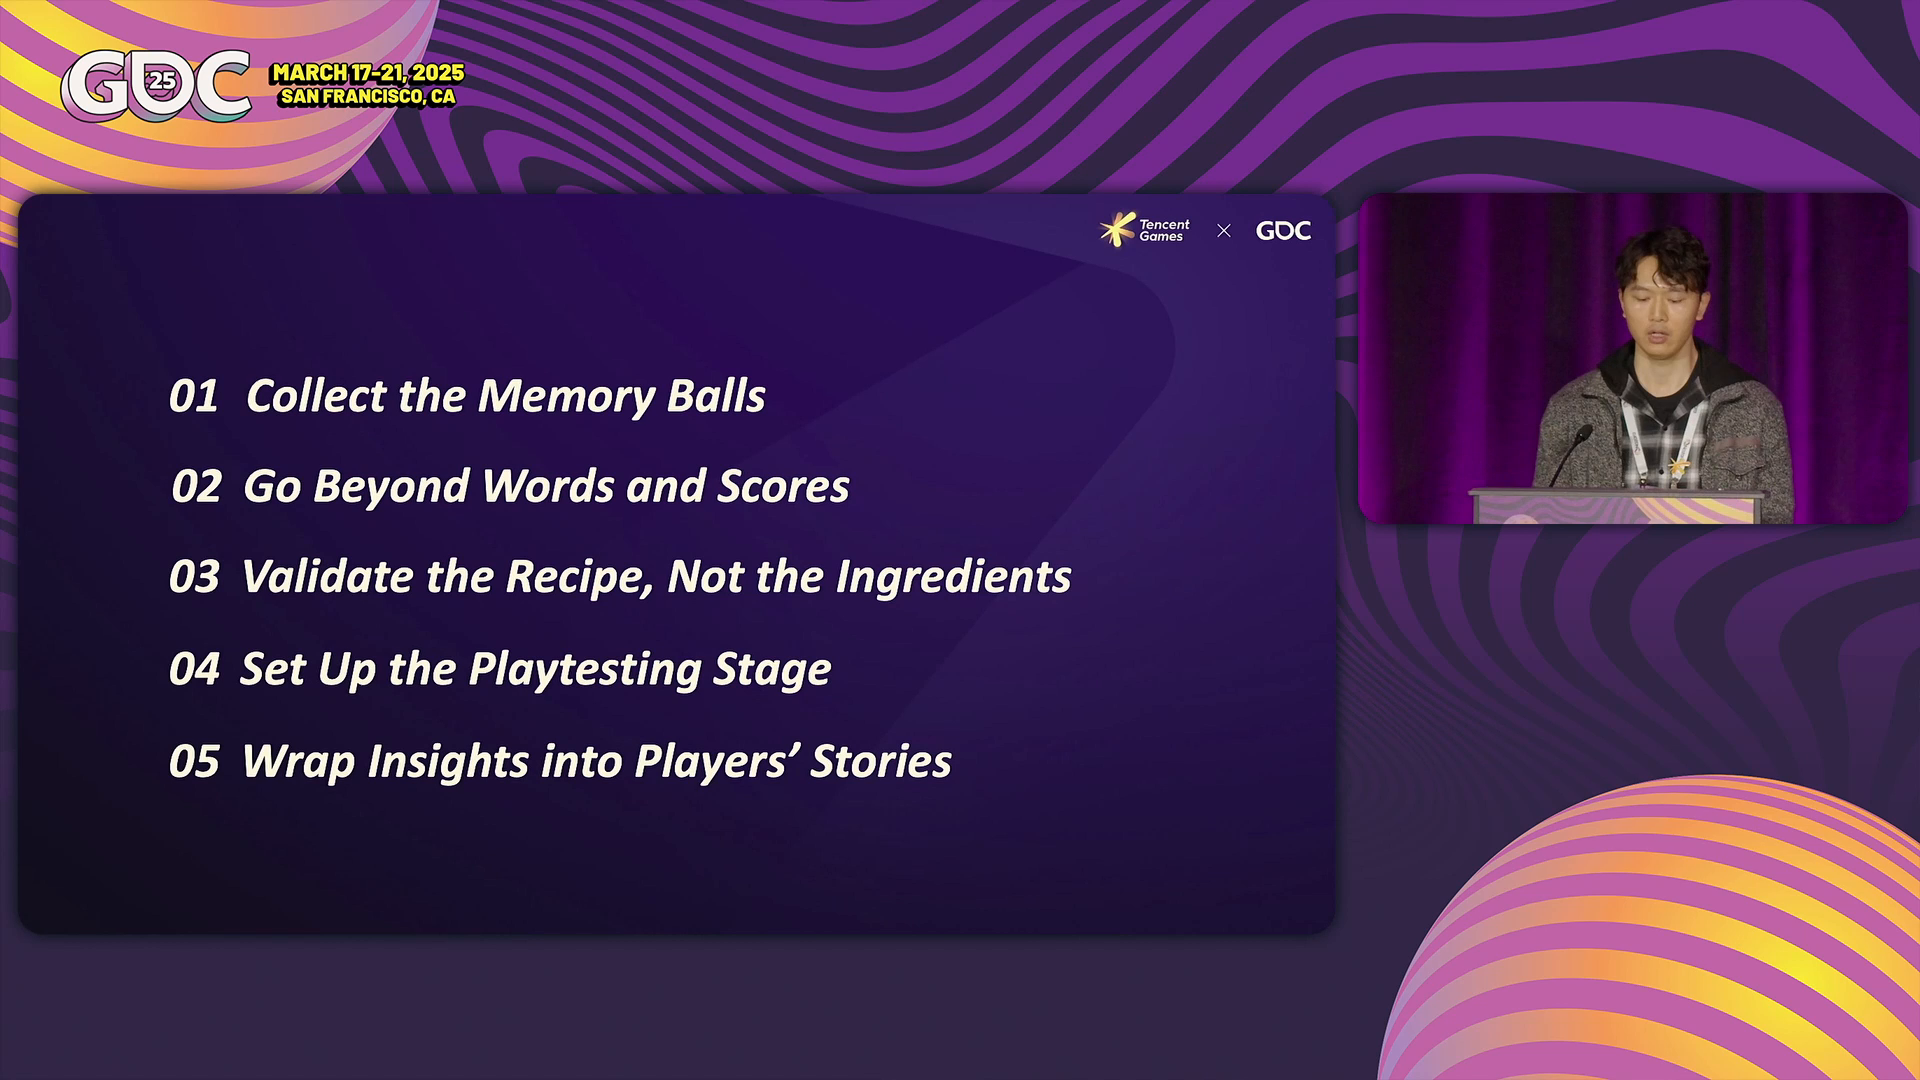 GDC 25
MARCH 17-21, 2025
SAN FRANCISCO, CA
Tencent
Games
× GDC
01 Collect the Memory Balls
02 Go Beyond Words and Scores
03 Validate the Recipe, Not the Ingredients
04 Set Up the Playtesting Stage
05 Wrap Insights into Players’ Stories